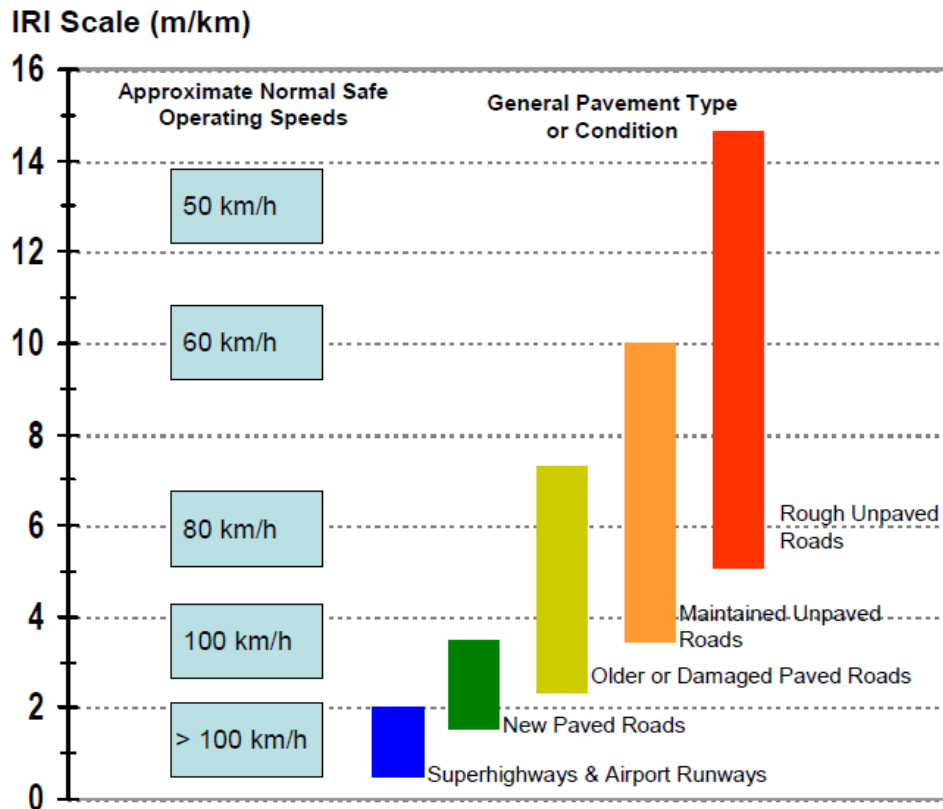 IRI Scale (m/km)
16
14
12
10
8
6
4
2
0
Approximate Normal Safe
Operating Speeds
50 km/h
60 km/h
80 km/h
100 km/h
> 100 km/h
General Pavement Type
or Condition
Rough Unpaved
Roads
Maintained Unpaved
Roads
Older or Damaged Paved Roads
New Paved Roads
Superhighways & Airport Runways